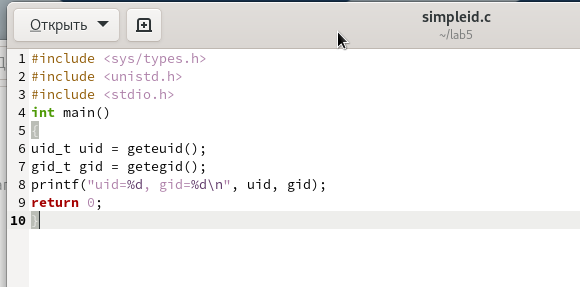 Открыть
simpleid.c
~/lab5
1 #include <sys/types.h>
2 #include <unistd.h>
3 #include <stdio.h>
4 int main()
5 {
6 uid_t uid = geteuid();
7 gid_t gid = getegid();
8 printf("uid=%d, gid=%d\n", uid, gid);
9 return 0;
10 }